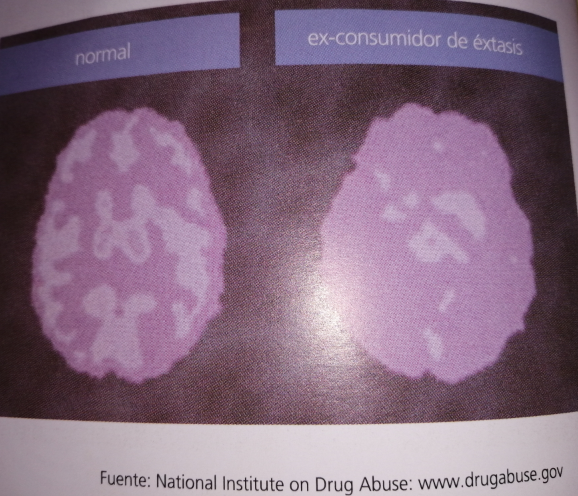 normal
ex-consumidor de éxtasis
Fuente: National Institute on Drug Abuse: www.drugabuse.gov